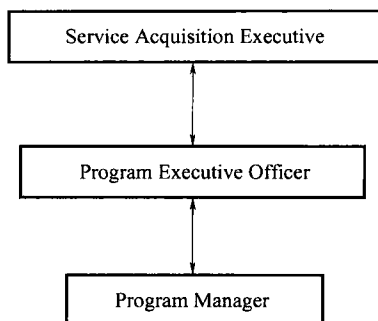 Service Acquisition Executive
Program Executive Officer
Program Manager